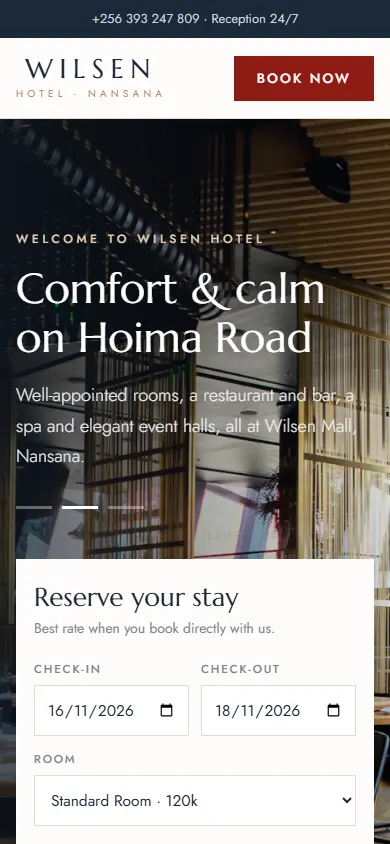 +256 393 247 809 · Reception 24/7
WILSEN
HOTEL · NANSANA
BOOK NOW
WELCOME TO WILSEN HOTEL
Comfort & calm
on Hoima Road
Well-appointed rooms, a restaurant and bar, a
spa and elegant event halls, all at Wilsen Mall,
Nansana.
Reserve your stay
Best rate when you book directly with us.
CHECK-IN
CHECK-OUT
16/11/2026
18/11/2026
ROOM
Standard Room · 120k